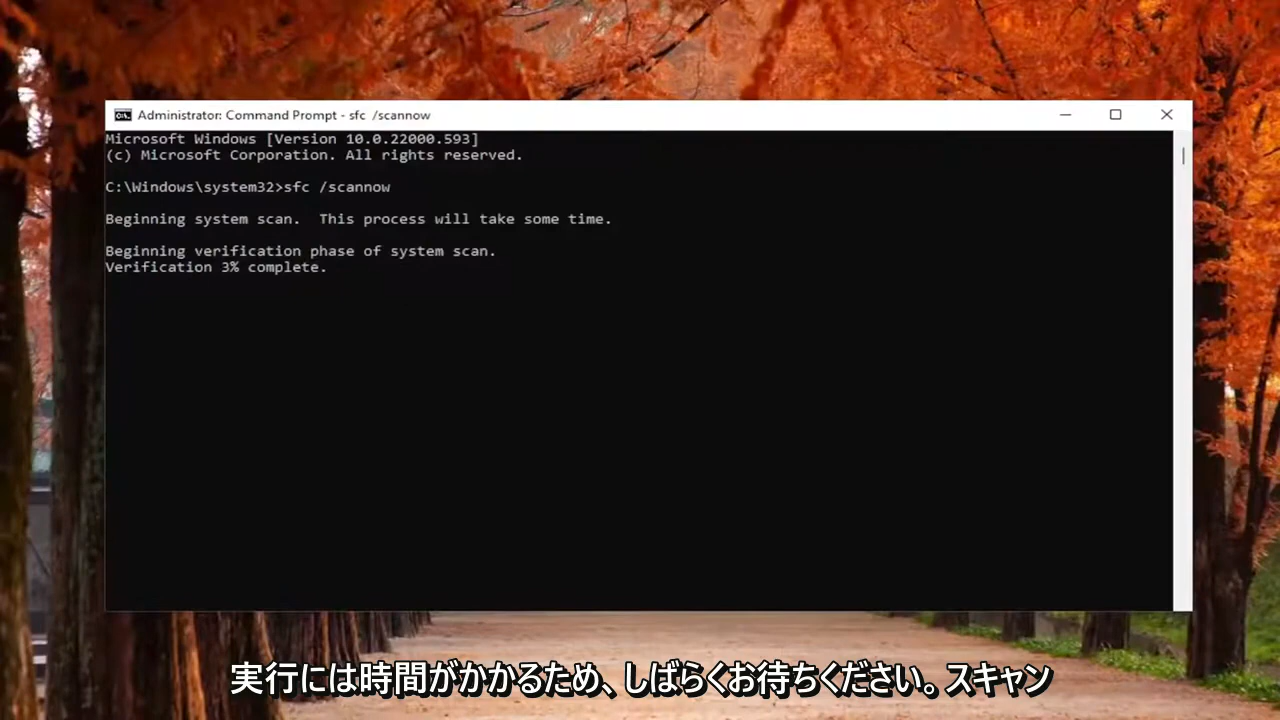 Administrator: Command Prompt - sfc  /scannow
Microsoft Windows [Version 10.0.22000.593]
(c) Microsoft Corporation. All rights reserved.
C:\Windows\system32>sfc /scannow
Beginning system scan.  This process will take some time.
Beginning verification phase of system scan.
Verification 3% complete.
実行には時間がかかるため、しばらくお待ちください。スキャン